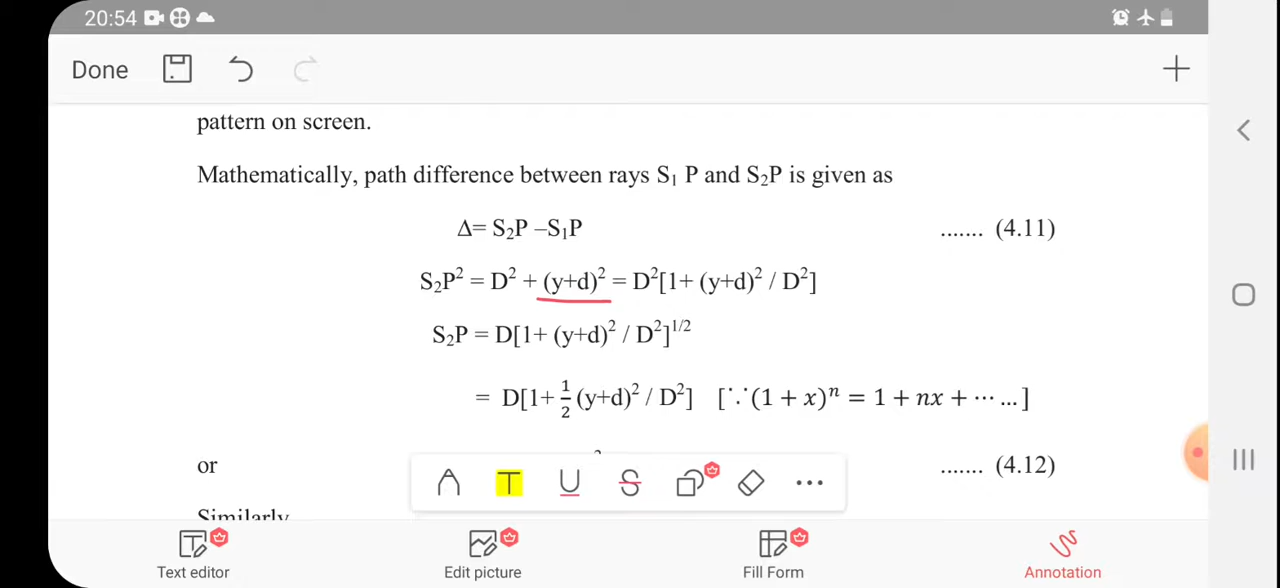 20:54
Done
pattern on screen.
Mathematically, path difference between rays S₁ P and S₂P is given as
Δ= S₂P –S₁P ....... (4.11)
S₂P² = D² + (y+d)² = D²[1+ (y+d)² / D²]
S₂P = D[1+ (y+d)² / D²]^1/2
= D[1+ 1/2 (y+d)² / D²] [∵(1 + x)ⁿ = 1 + nx + ⋯ …]
or ....... (4.12)
Similarly
Text editor
Edit picture
Fill Form
Annotation